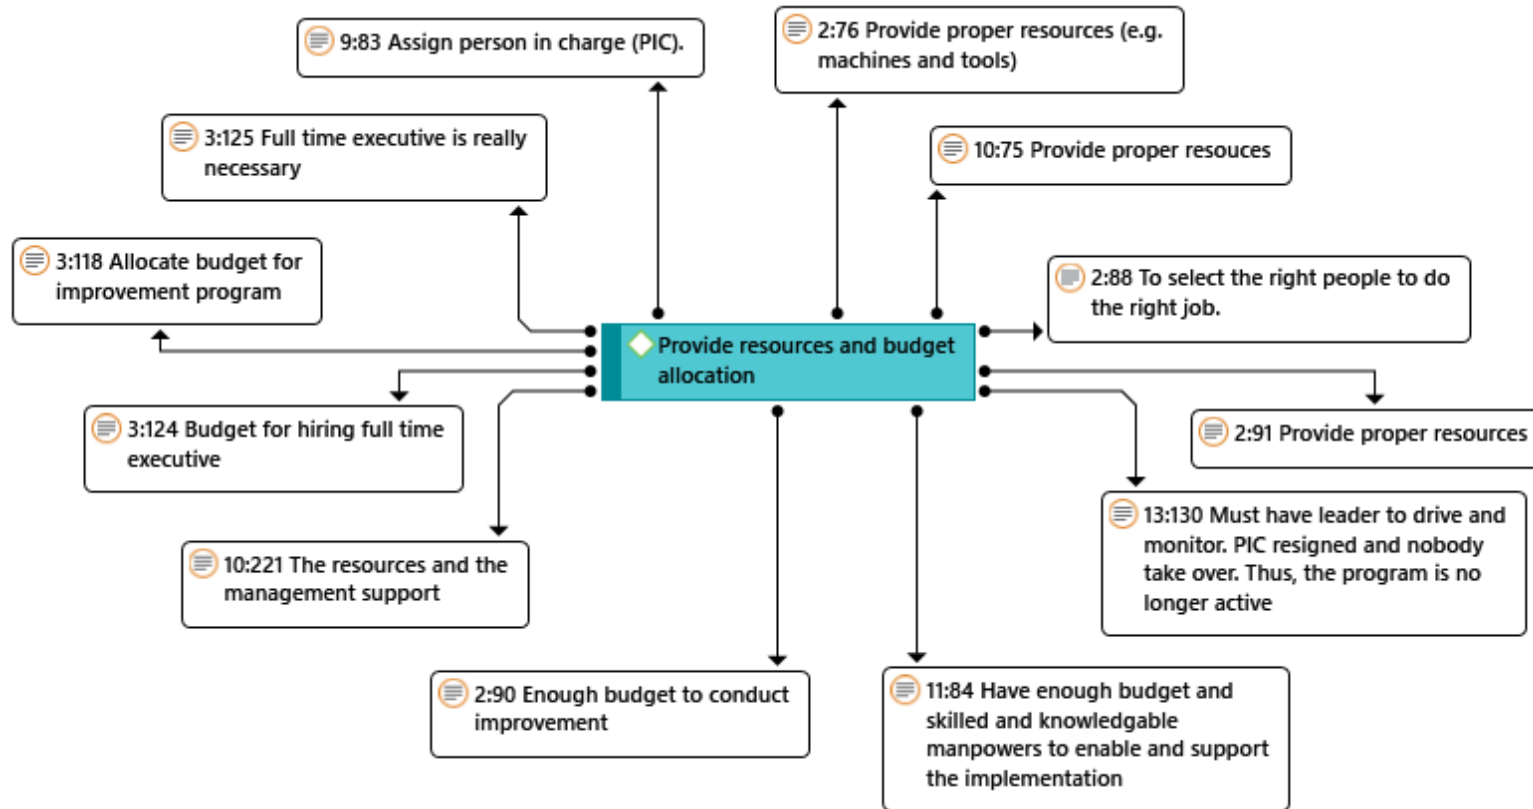 9:83 Assign person in charge (PIC).
2:76 Provide proper resources (e.g.
machines and tools)
3:125 Full time executive is really
necessary
10:75 Provide proper resouces
3:118 Allocate budget for
improvement program
2:88 To select the right people to do
the right job.
Provide resources and budget
allocation
3:124 Budget for hiring full time
executive
2:91 Provide proper resources
13:130 Must have leader to drive and
monitor. PIC resigned and nobody
take over. Thus, the program is no
longer active
10:221 The resources and the
management support
2:90 Enough budget to conduct
improvement
11:84 Have enough budget and
skilled and knowledgable
manpowers to enable and support
the implementation